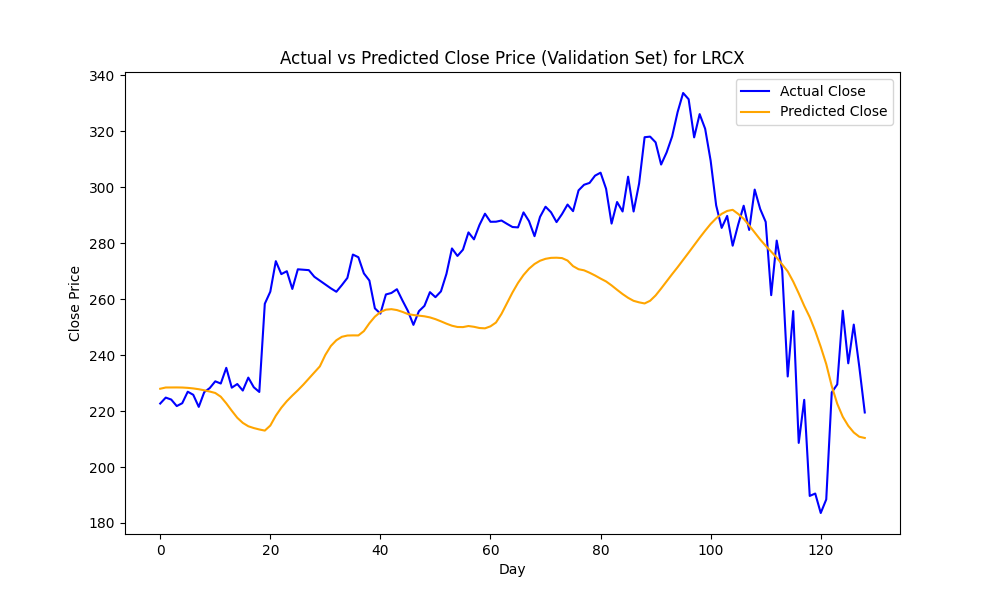 Actual vs Predicted Close Price (Validation Set) for LRCX
Actual Close
Predicted Close
Close Price
340
320
300
280
260
240
220
200
180
0 20 40 60 80 100 120
Day